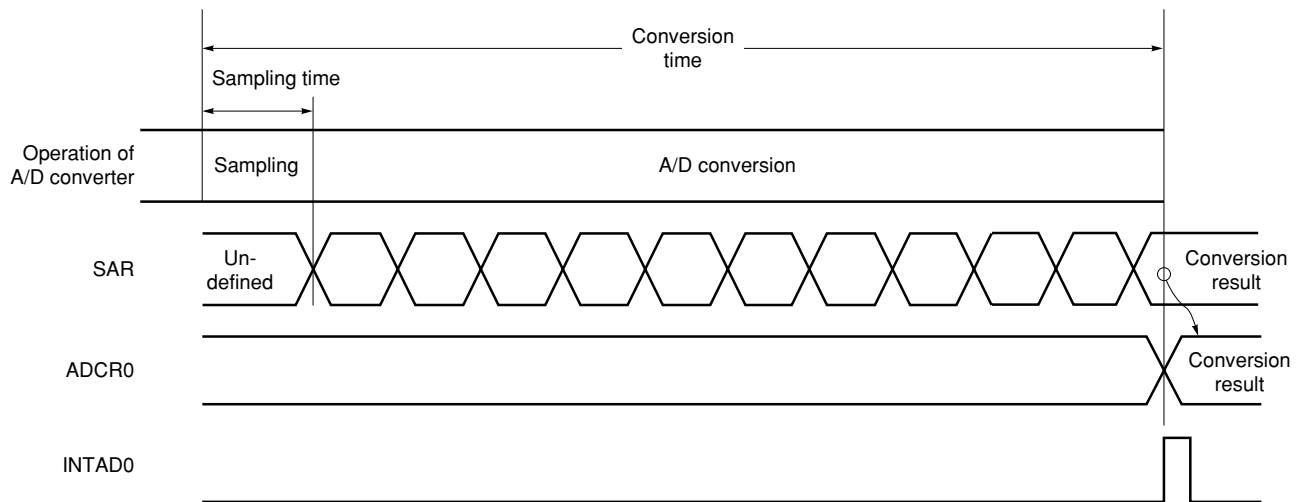 Conversion
time
Sampling time
Operation of
A/D converter
Sampling
A/D conversion
SAR
Un-
defined
Conversion
result
ADCR0
Conversion
result
INTAD0